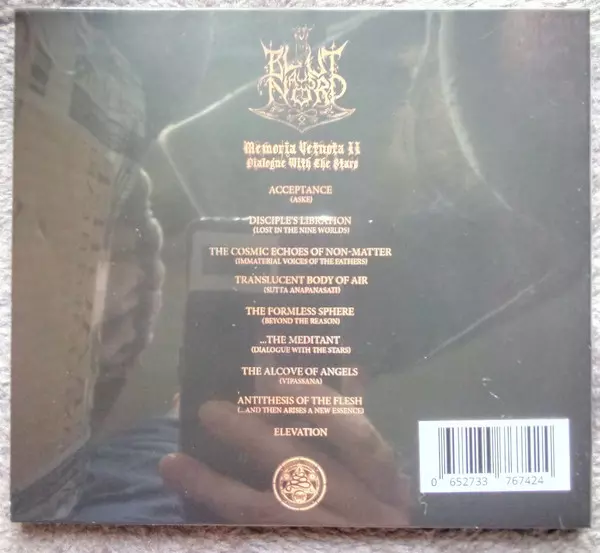 BLUT
AUS
NORD
Memoria Vetusta II
Dialogue With The Stars
ACCEPTANCE
(ASKE)
DISCIPLE'S LIBRATION
(LOST IN THE NINE WORLDS)
THE COSMIC ECHOES OF NON-MATTER
(IMMATERIAL VOICES OF THE FATHERS)
TRANSLUCENT BODY OF AIR
(SUTTA ANAPANASATI)
THE FORMLESS SPHERE
(BEYOND THE REASON)
...THE MEDITANT
(DIALOGUE WITH THE STARS)
THE ALCOVE OF ANGELS
(VIPASSANA)
ANTITHESIS OF THE FLESH
(...AND THEN ARISES A NEW ESSENCE)
ELEVATION
0 652733 767424